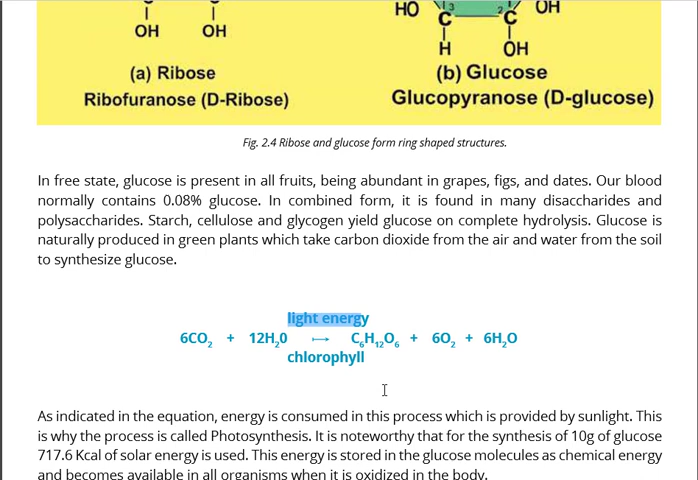 HO C 3 2 C OH
OH OH
H OH
(a) Ribose (b) Glucose
Ribofuranose (D-Ribose) Glucopyranose (D-glucose)
Fig. 2.4 Ribose and glucose form ring shaped structures.
In free state, glucose is present in all fruits, being abundant in grapes, figs, and dates. Our blood
normally contains 0.08% glucose. In combined form, it is found in many disaccharides and
polysaccharides. Starch, cellulose and glycogen yield glucose on complete hydrolysis. Glucose is
naturally produced in green plants which take carbon dioxide from the air and water from the soil
to synthesize glucose.
light energy
6CO₂ + 12H₂0 ↦ C₆H₁₂O₆ + 6O₂ + 6H₂O
chlorophyll
As indicated in the equation, energy is consumed in this process which is provided by sunlight. This
is why the process is called Photosynthesis. It is noteworthy that for the synthesis of 10g of glucose
717.6 Kcal of solar energy is used. This energy is stored in the glucose molecules as chemical energy
and becomes available in all organisms when it is oxidized in the body.